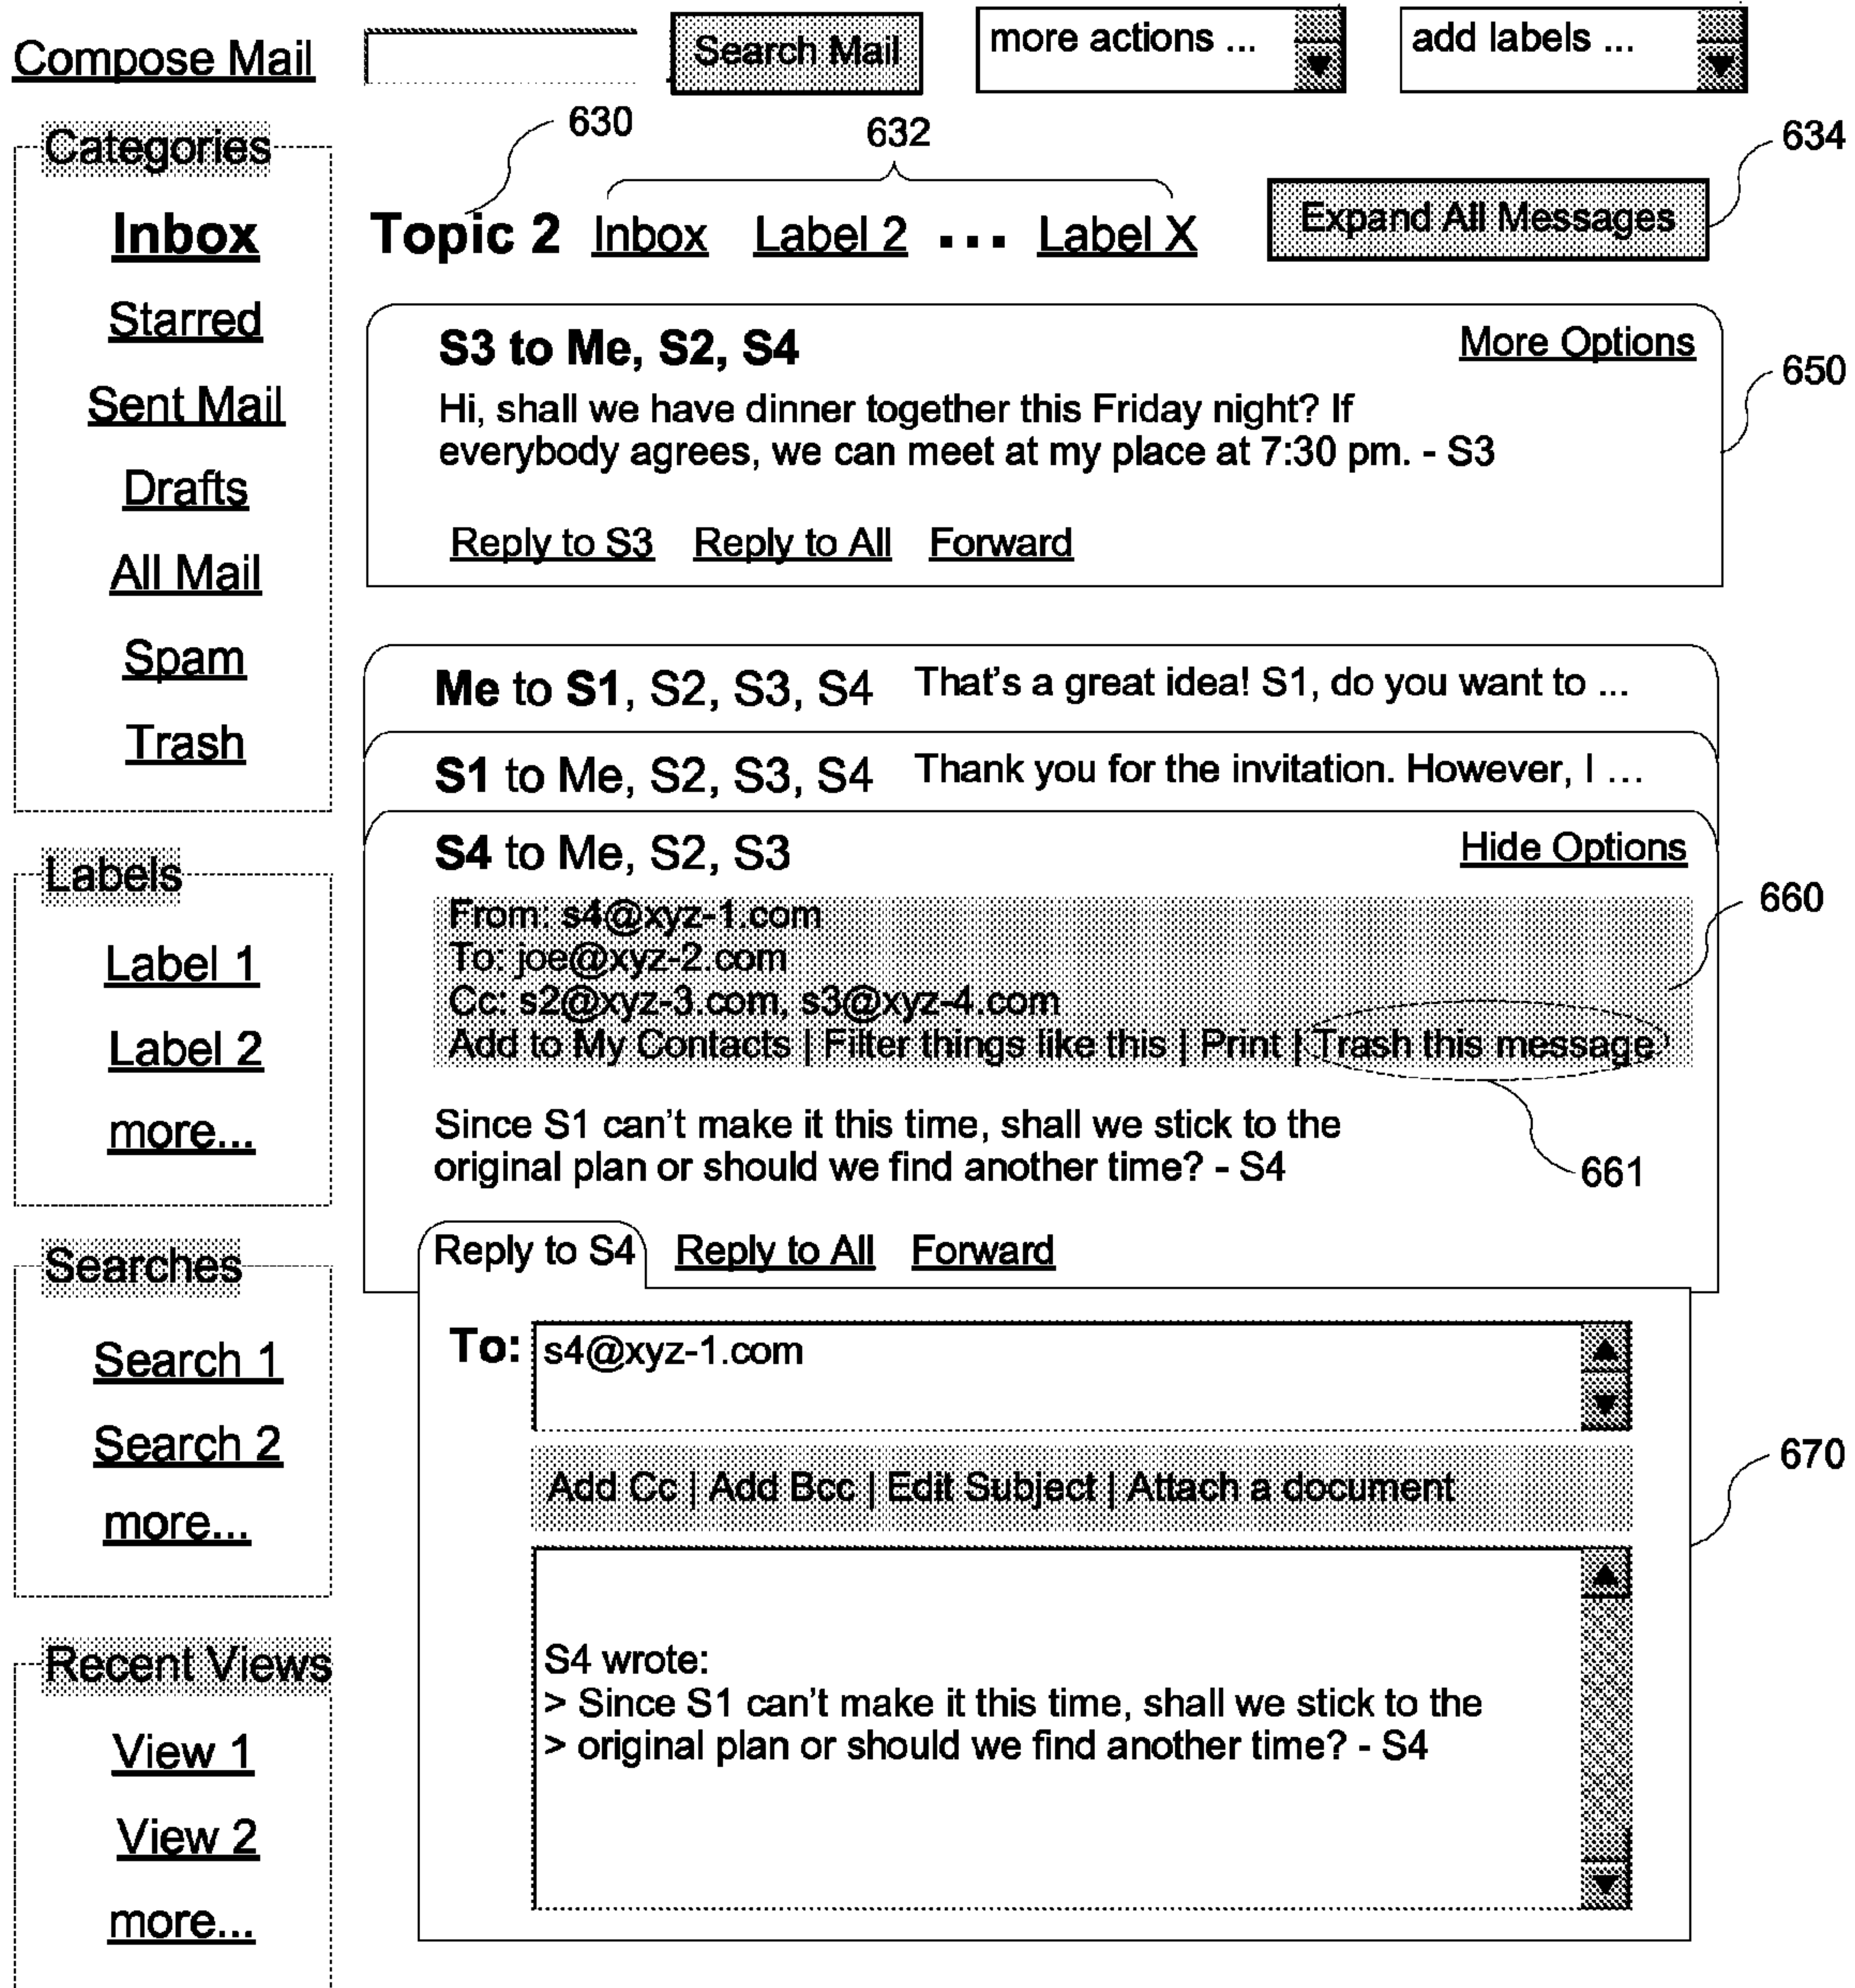 Compose Mail Search Mail more actions ... add labels ...
630 632 634
Categories
Inbox
Starred
Sent Mail
Drafts
All Mail
Spam
Trash
Labels
Label 1
Label 2
more...
Searches
Search 1
Search 2
more...
Recent Views
View 1
View 2
more...
Topic 2 Inbox Label 2 ... Label X Expand All Messages
S3 to Me, S2, S4 More Options
650
Hi, shall we have dinner together this Friday night? If
everybody agrees, we can meet at my place at 7:30 pm. - S3
Reply to S3 Reply to All Forward
Me to S1, S2, S3, S4 That's a great idea! S1, do you want to ...
S1 to Me, S2, S3, S4 Thank you for the invitation. However, I ...
S4 to Me, S2, S3 Hide Options
660
From: s4@xyz-1.com
To: joe@xyz-2.com
Cc: s2@xyz-3.com, s3@xyz-4.com
Add to My Contacts | Filter things like this | Print | Trash this message
Since S1 can't make it this time, shall we stick to the
original plan or should we find another time? - S4
661
Reply to S4 Reply to All Forward
To: s4@xyz-1.com
670
Add Cc | Add Bcc | Edit Subject | Attach a document
S4 wrote:
> Since S1 can't make it this time, shall we stick to the
> original plan or should we find another time? - S4